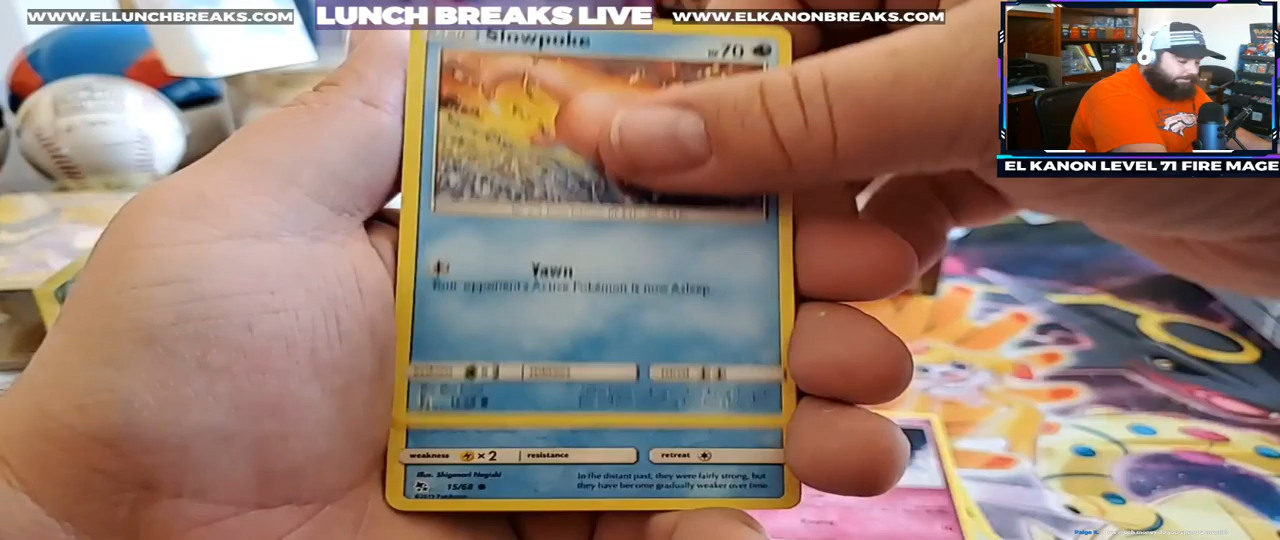 WWW.ELLUNCHBREAKS.COM
LUNCH BREAKS LIVE
WWW.ELKANONBREAKS.COM
EL KANON LEVEL 71 FIRE MAGE
Slowpoke
70
Yawn
Your opponent's Active Pokémon is now Asleep.
weakness ×2 resistance retreat
Illus. Shigenori Negishi
15/68
©2019 Pokémon
In the distant past, they were fairly strong, but
they have become gradually weaker over time.